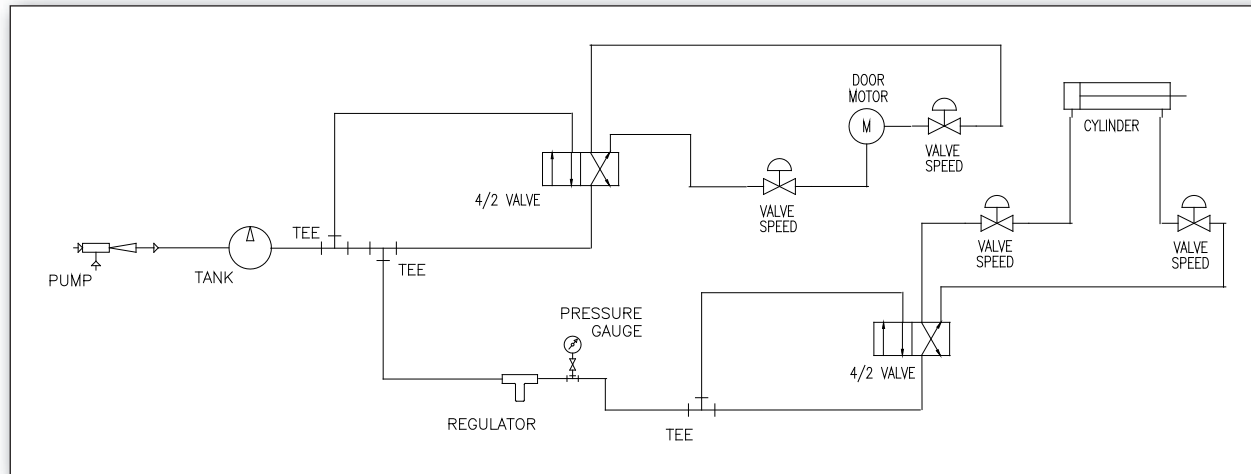 DOOR
MOTOR
M
VALVE
SPEED
CYLINDER
4/2 VALVE
VALVE
SPEED
TEE
TEE
PUMP
TANK
VALVE
SPEED
VALVE
SPEED
PRESSURE
GAUGE
4/2 VALVE
REGULATOR
TEE